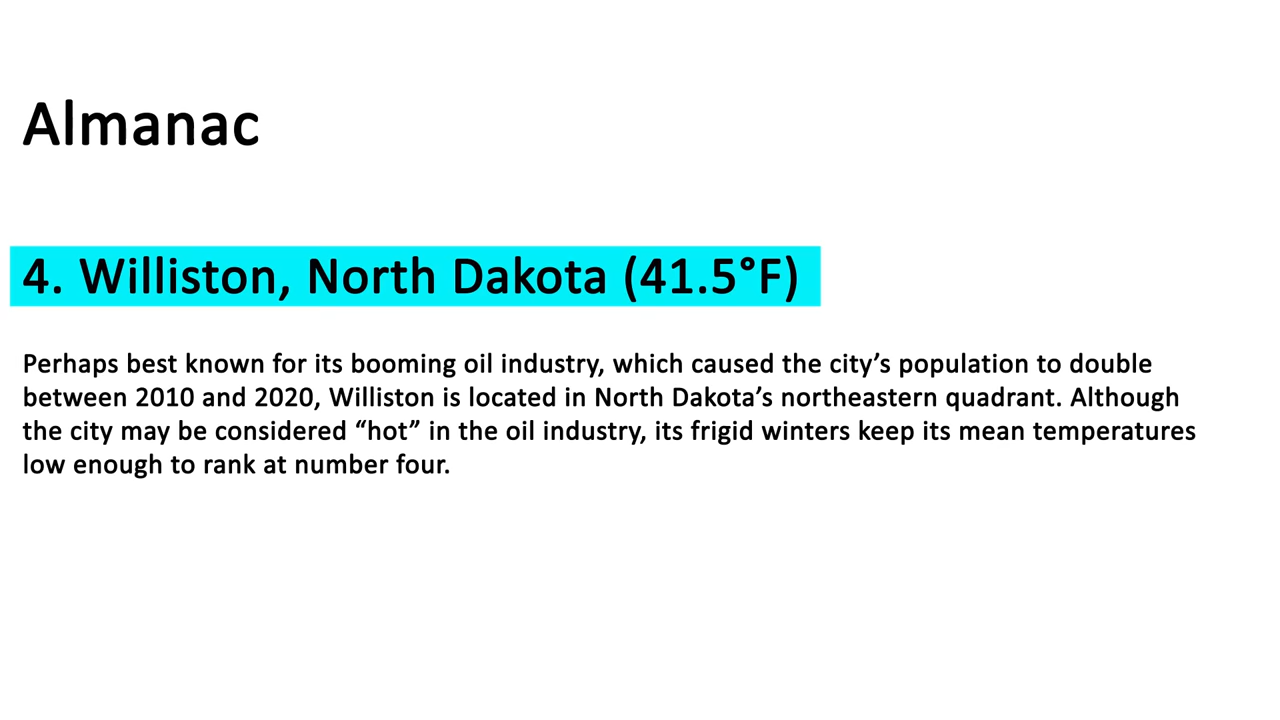 Almanac
4. Williston, North Dakota (41.5°F)
Perhaps best known for its booming oil industry, which caused the city’s population to double
between 2010 and 2020, Williston is located in North Dakota’s northeastern quadrant. Although
the city may be considered “hot” in the oil industry, its frigid winters keep its mean temperatures
low enough to rank at number four.